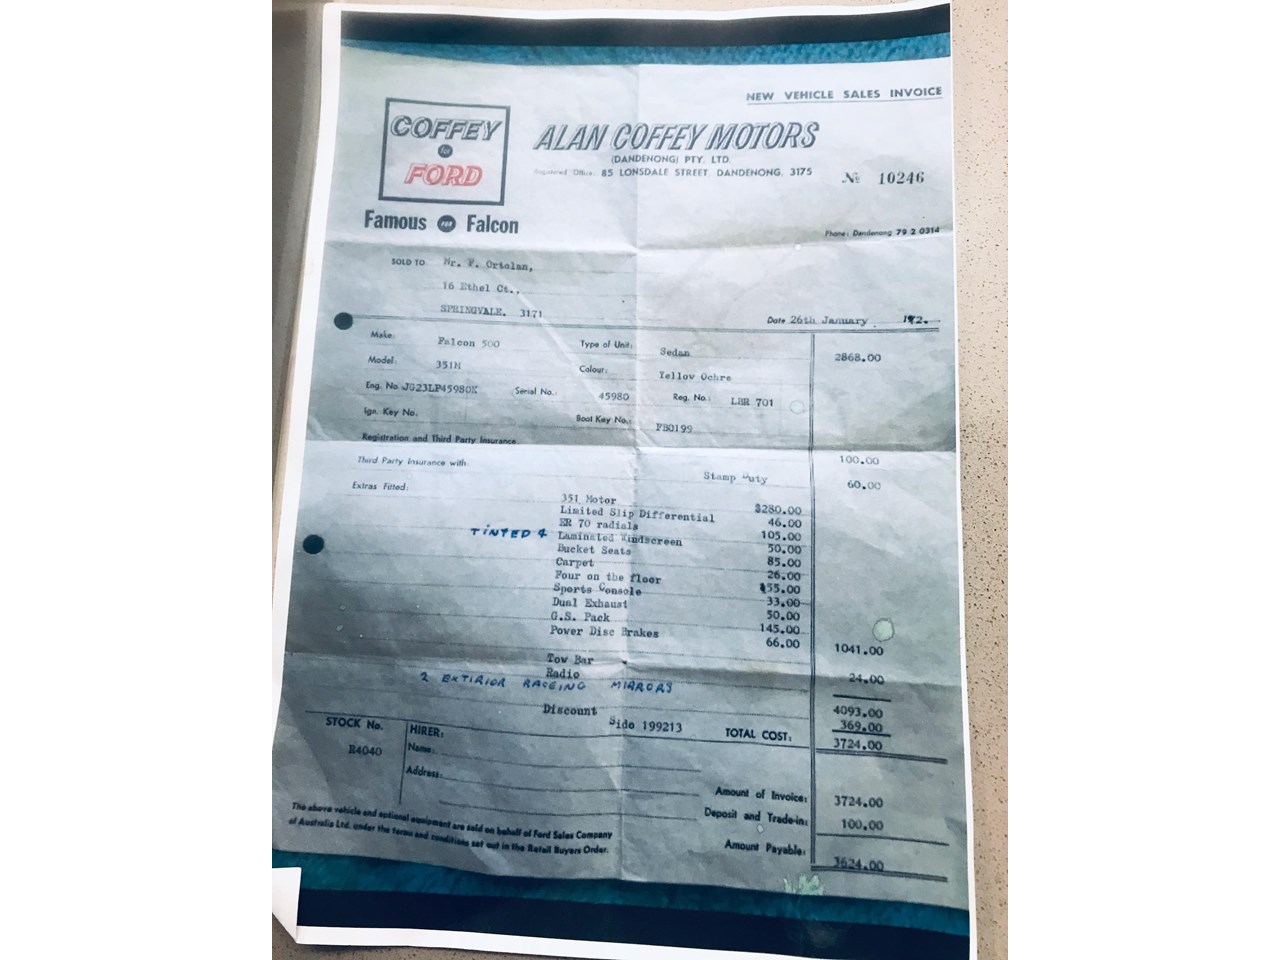 NEW VEHICLE SALES INVOICE
COFFEY
for
FORD
ALAN COFFEY MOTORS
(DANDENONG) PTY. LTD.
Registered Office: 85 LONSDALE STREET, DANDENONG. 3175
№ 10246
Famous FOR Falcon
Phone: Dandenong 79 2 0314
SOLD TO Mr. F. Ortolan,
16 Ethel Ct.,
SPRINGVALE. 3171
Date 26th January 
Make: Falcon 500 Type of Unit: Sedan 2868.00
Model: Colour: Yellow Ochre
Eng. No. JG23LP45980K Serial No.: 45980 Reg. No.: LBR 701
Ign. Key No. Boot Key No.: FB0199
Registration and Third Party Insurance 100.00
Third Party Insurance with Stamp Duty 60.00
Extras Fitted:
351 Motor $280.00
Limited Slip Differential 46.00
ER 70 radials 105.00
TINTED & Laminated Windscreen 50.00
Bucket Seats 85.00
Carpet 26.00
Four on the floor 155.00
Sports Console 33.00
Dual Exhaust 50.00
G.S. Pack 145.00
Power Disc Brakes 66.00
1041.00
Tow Bar
Radio 24.00
2 EXTIRIOR RACEING MIRRORS
4093.00
Discount 369.00
Sido 199213
STOCK No. HIRER: TOTAL COST: 3724.00
B4040 Name:
Address:
Amount of Invoice: 3724.00
Deposit and Trade-in: 100.00
Amount Payable: 3624.00
The above vehicle and optional equipment are sold on behalf of Ford Sales Company
of Australia Ltd. under the terms and conditions set out in the Retail Buyers Order.